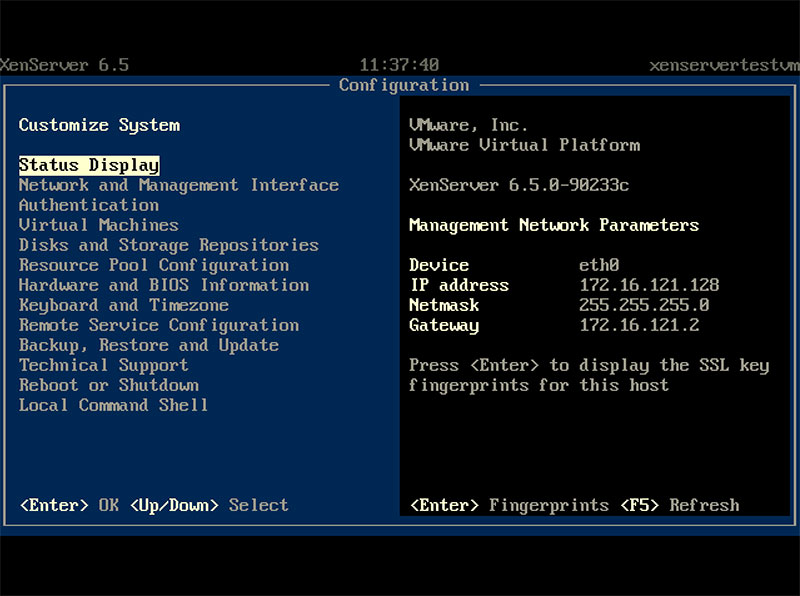 XenServer 6.5 11:37:40 xenservertestvm
Configuration
Customize System
Status Display
Network and Management Interface
Authentication
Virtual Machines
Disks and Storage Repositories
Resource Pool Configuration
Hardware and BIOS Information
Keyboard and Timezone
Remote Service Configuration
Backup, Restore and Update
Technical Support
Reboot or Shutdown
Local Command Shell
<Enter> OK <Up/Down> Select
VMware, Inc.
VMware Virtual Platform
XenServer 6.5.0-90233c
Management Network Parameters
Device eth0
IP address 172.16.121.128
Netmask 255.255.255.0
Gateway 172.16.121.2
Press <Enter> to display the SSL key
fingerprints for this host
<Enter> Fingerprints <F5> Refresh